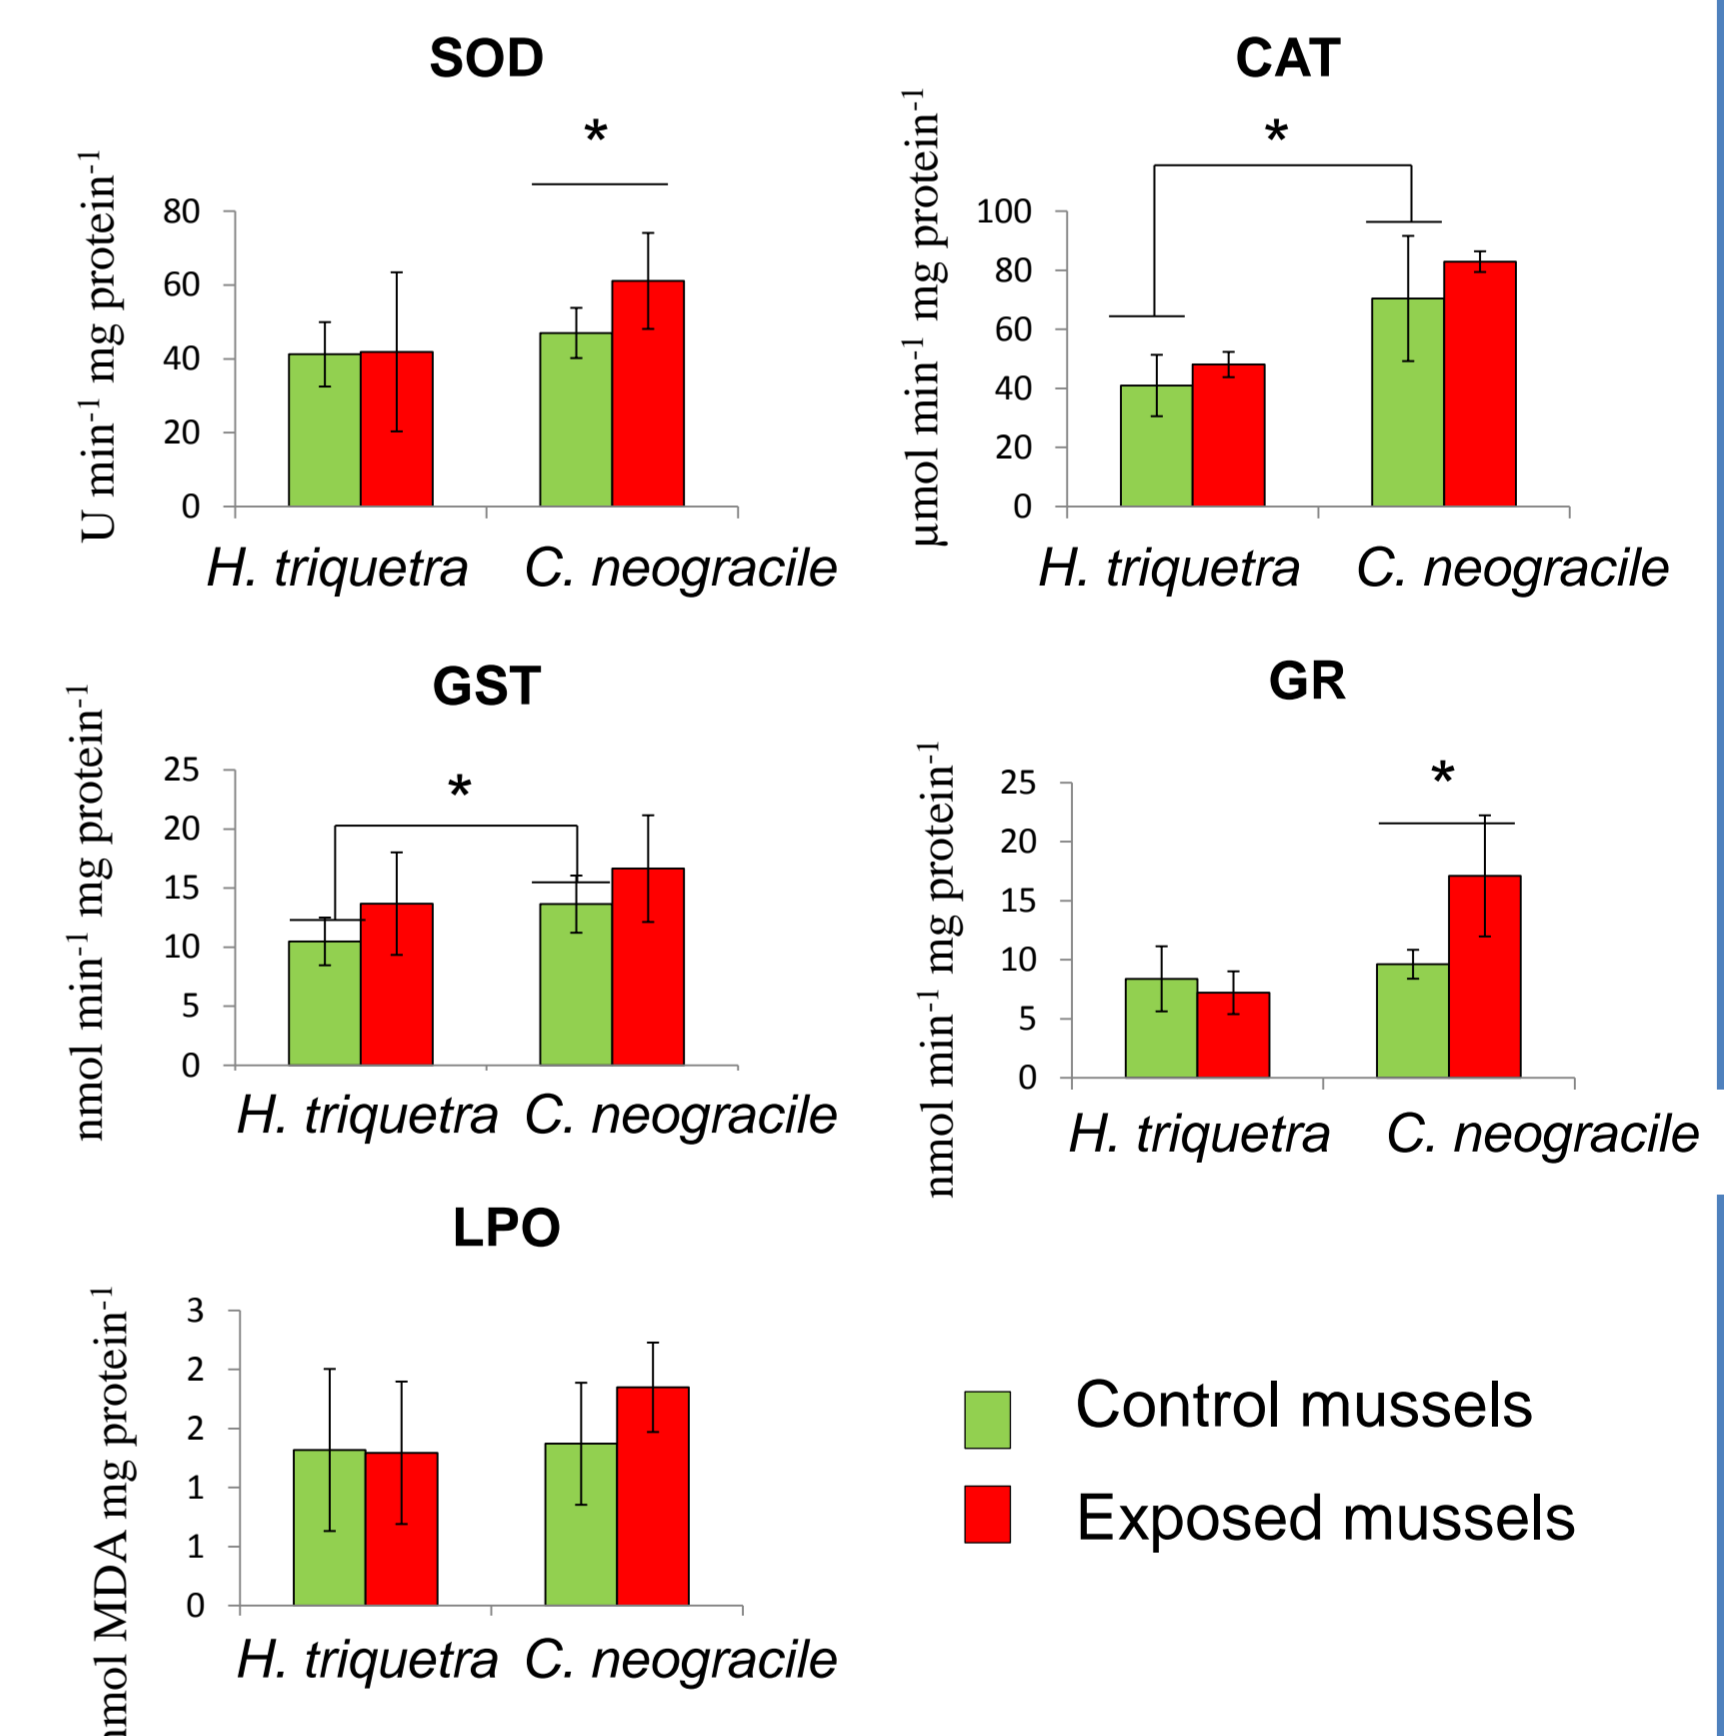 SOD
*
U min-1 mg protein-1
80
60
40
20
0
H. triquetra C. neogracile
CAT
*
µmol min-1 mg protein-1
100
80
60
40
20
0
H. triquetra C. neogracile
GST
*
nmol min-1 mg protein-1
25
20
15
10
5
0
H. triquetra C. neogracile
GR
*
nmol min-1 mg protein-1
25
20
15
10
5
0
H. triquetra C. neogracile
LPO
MDA mg protein-1
3
2
2
1
1
0
H. triquetra C. neogracile
Control mussels
Exposed mussels